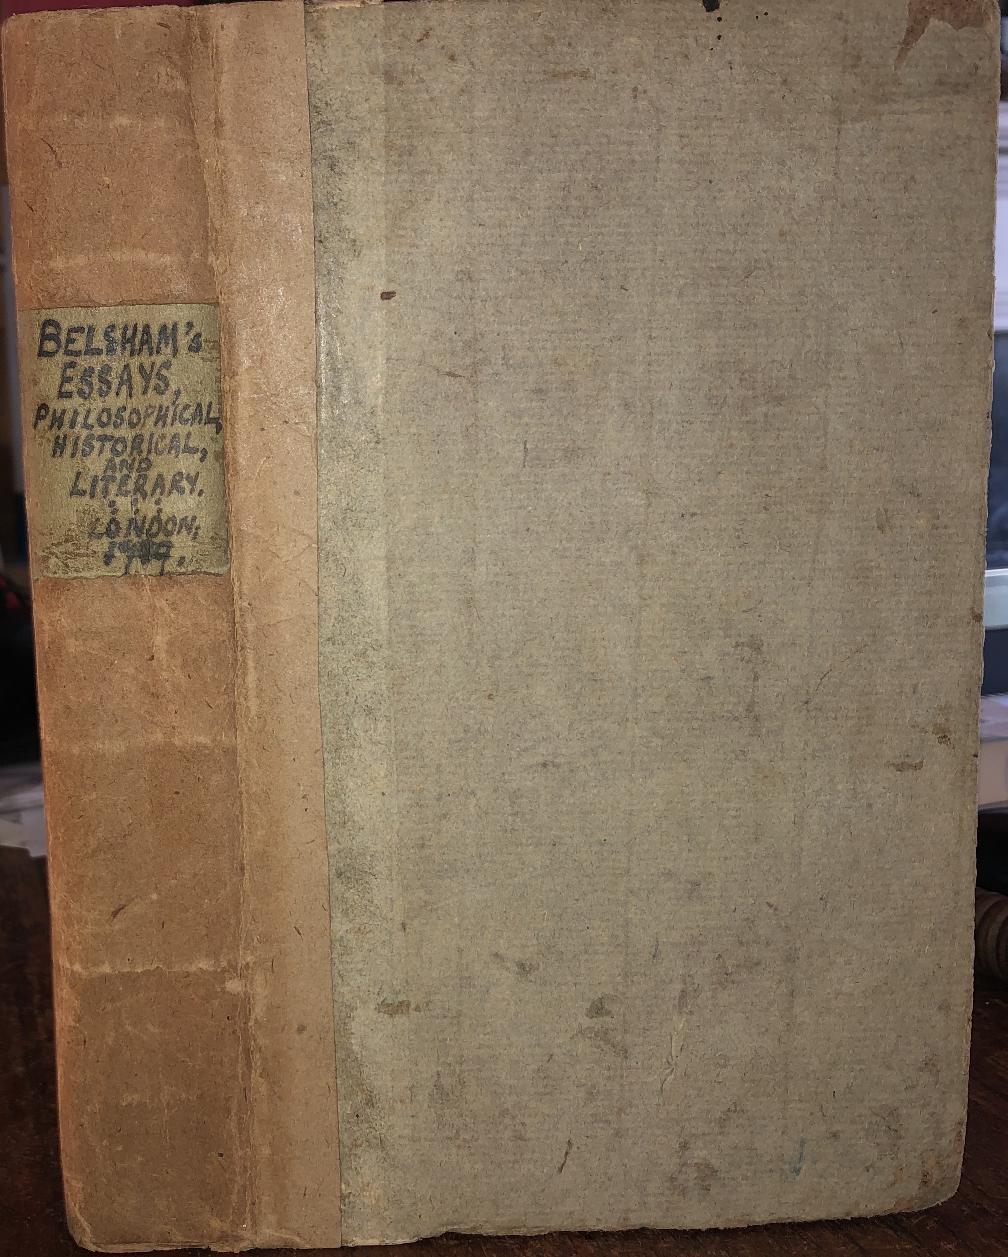 BELSHAM's
ESSAYS,
PHILOSOPHICAL,
HISTORICAL,
AND
LITERARY.
LONDON,